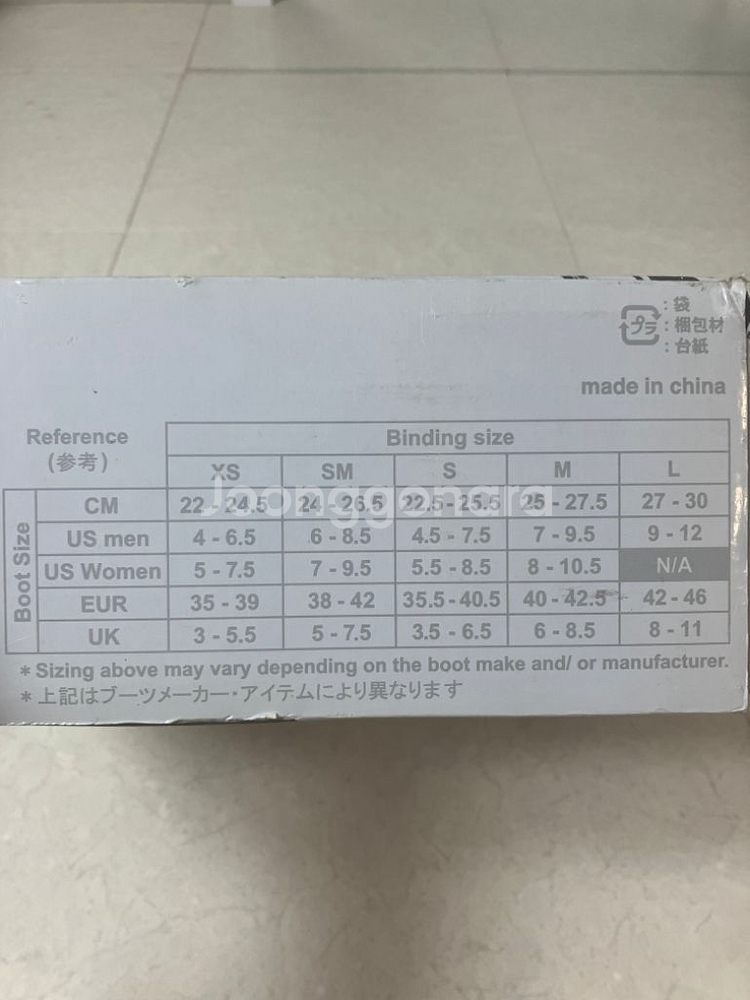 : 袋
プラ : 梱包材
: 台紙
made in china
Reference Binding size
(参考) XS SM S M L
Boot Size
CM 22 - 24.5 24 - 26.5 22.5 - 25.5 25 - 27.5 27 - 30
US men 4 - 6.5 6 - 8.5 4.5 - 7.5 7 - 9.5 9 - 12
US Women 5 - 7.5 7 - 9.5 5.5 - 8.5 8 - 10.5 N/A
EUR 35 - 39 38 - 42 35.5 - 40.5 40 - 42.5 42 - 46
UK 3 - 5.5 5 - 7.5 3.5 - 6.5 6 - 8.5 8 - 11
* Sizing above may vary depending on the boot make and/ or manufacturer.
* 上記はブーツメーカー・アイテムにより異なります
Joonggonara